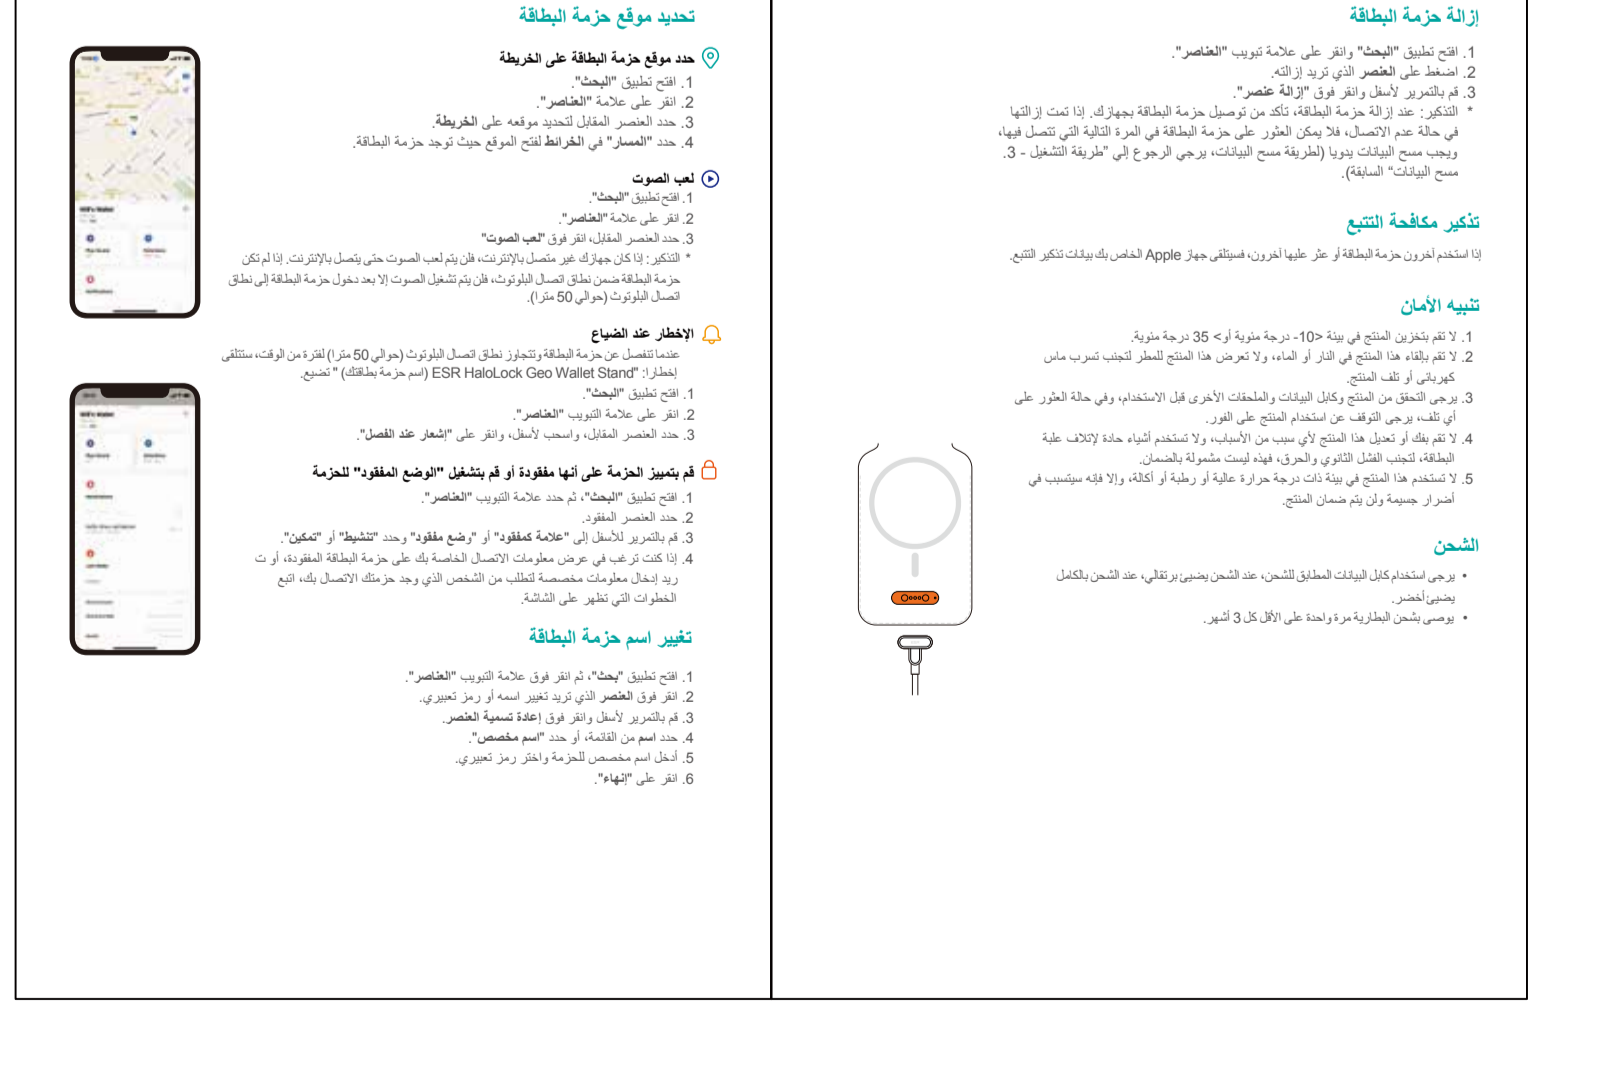 إزالة حزمة البطاقة
1. افتح تطبيق "البحث" وانقر على علامة تبويب "العناصر".
2. اضغط على العنصر الذي تريد إزالته.
3. قم بالتمرير لأسفل وانقر فوق "إزالة عنصر".
* التذكير: عند إزالة حزمة البطاقة، تأكد من توصيل حزمة البطاقة بجهازك. إذا تمت إزالتها
في حالة عدم الاتصال، فلا يمكن العثور على حزمة البطاقة في المرة التالية التي تتصل فيها،
ويجب مسح البيانات يدويا (لطريقة مسح البيانات، يرجي الرجوع إلي "طريقة التشغيل - 3.
مسح البيانات" السابقة).
تذكير مكافحة التتبع
إذا استخدم آخرون حزمة البطاقة أو عثر عليها آخرون، فسيتلقى جهاز Apple الخاص بك بيانات تذكير التتبع.
تنبيه الأمان
1. لا تقم بتخزين المنتج في بيئة <10- درجة مئوية أو> 35 درجة مئوية.
2. لا تقم بإلقاء هذا المنتج في النار أو الماء، ولا تعرض هذا المنتج للمطر لتجنب تسرب ماس
كهربائى أو تلف المنتج.
3. يرجى التحقق من المنتج وكابل البيانات والملحقات الأخرى قبل الاستخدام، وفي حالة العثور على
أي تلف، يرجى التوقف عن استخدام المنتج على الفور.
4. لا تقم بفك أو تعديل هذا المنتج لأي سبب من الأسباب، ولا تستخدم أشياء حادة لإتلاف علبة
البطاقة، لتجنب الفشل الثانوي والحرق، فهذه ليست مشمولة بالضمان.
5. لا تستخدم هذا المنتج في بيئة ذات درجة حرارة عالية أو رطبة أو أكالة، وإلا فإنه سيتسبب في
أضرار جسيمة ولن يتم ضمان المنتج.
الشحن
• يرجى استخدام كابل البيانات المطابق للشحن، عند الشحن يضيئ برتقالي، عند الشحن بالكامل
يضيئ أخضر.
• يوصى بشحن البطارية مرة واحدة على الأقل كل 3 أشهر.
تحديد موقع حزمة البطاقة
حدد موقع حزمة البطاقة على الخريطة
1. افتح تطبيق "البحث".
2. انقر على علامة "العناصر".
3. حدد العنصر المقابل لتحديد موقعه على الخريطة.
4. حدد "المسار" في الخرائط لفتح الموقع حيث توجد حزمة البطاقة.
لعب الصوت
1. افتح تطبيق "البحث".
2. انقر على علامة "العناصر".
3. حدد العنصر المقابل، انقر فوق "لعب الصوت"
* التذكير: إذا كان جهازك غير متصل بالإنترنت، فلن يتم لعب الصوت حتى يتصل بالإنترنت. إذا لم تكن
حزمة البطاقة ضمن نطاق اتصال البلوتوث، فلن يتم تشغيل الصوت إلا بعد دخول حزمة البطاقة إلى نطاق
اتصال البلوتوث (حوالي 50 مترا).
الإخطار عند الضياع
عندما تنفصل عن حزمة البطاقة وتتجاوز نطاق اتصال البلوتوث (حوالي 50 مترا) لفترة من الوقت، ستتلقى
إخطارا: "ESR HaloLock Geo Wallet Stand (اسم حزمة بطاقتك) " تضيع.
1. افتح تطبيق "البحث".
2. انقر على علامة التبويب "العناصر".
3. حدد العنصر المقابل، واسحب لأسفل، وانقر على "إشعار عند الفصل".
قم بتمييز الحزمة على أنها مفقودة أو قم بتشغيل "الوضع المفقود" للحزمة
1. افتح تطبيق "البحث"، ثم حدد علامة التبويب "العناصر".
2. حدد العنصر المفقود.
3. قم بالتمرير للأسفل إلى "علامة كمفقود" أو "وضع مفقود" وحدد "تنشيط" أو "تمكين".
4. إذا كنت ترغب في عرض معلومات الاتصال الخاصة بك على حزمة البطاقة المفقودة، أو ت
ريد إدخال معلومات مخصصة لتطلب من الشخص الذي وجد حزمتك الاتصال بك، اتبع
الخطوات التي تظهر على الشاشة.
تغيير اسم حزمة البطاقة
1. افتح تطبيق "بحث"، ثم انقر فوق علامة التبويب "العناصر".
2. انقر فوق العنصر الذي تريد تغيير اسمه أو رمز تعبيري.
3. قم بالتمرير لأسفل وانقر فوق إعادة تسمية العنصر.
4. حدد اسم من القائمة، أو حدد "اسم مخصص".
5. أدخل اسم مخصص للحزمة واختر رمز تعبيري.
6. انقر على "إنهاء".